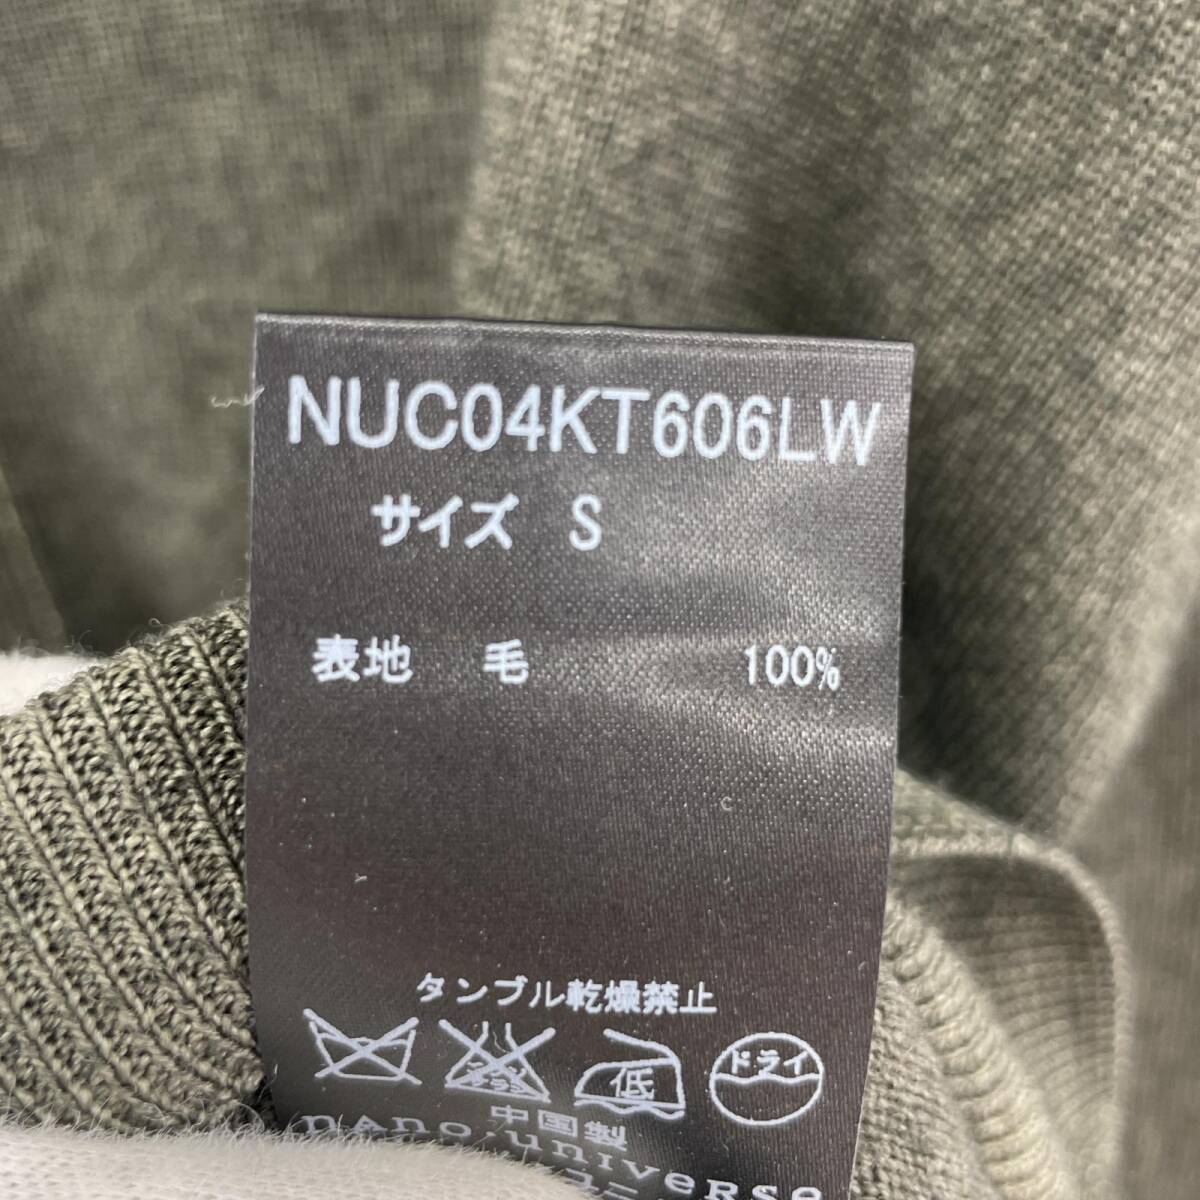 NUC04KT606LW
サイズ S
表地 毛 100%
タンブル乾燥禁止
低
ドライ
中国製
nano·universe